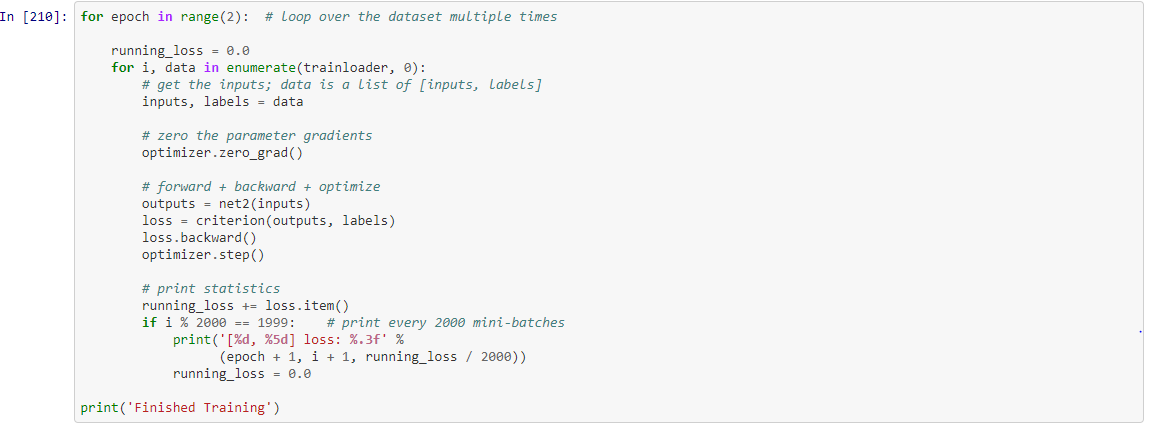 In [210]: for epoch in range(2):  # loop over the dataset multiple times
    running_loss = 0.0
    for i, data in enumerate(trainloader, 0):
        # get the inputs; data is a list of [inputs, labels]
        inputs, labels = data
        # zero the parameter gradients
        optimizer.zero_grad()
        # forward + backward + optimize
        outputs = net2(inputs)
        loss = criterion(outputs, labels)
        loss.backward()
        optimizer.step()
        # print statistics
        running_loss += loss.item()
        if i % 2000 == 1999:    # print every 2000 mini-batches
            print('[%d, %5d] loss: %.3f' %
                  (epoch + 1, i + 1, running_loss / 2000))
            running_loss = 0.0
print('Finished Training')